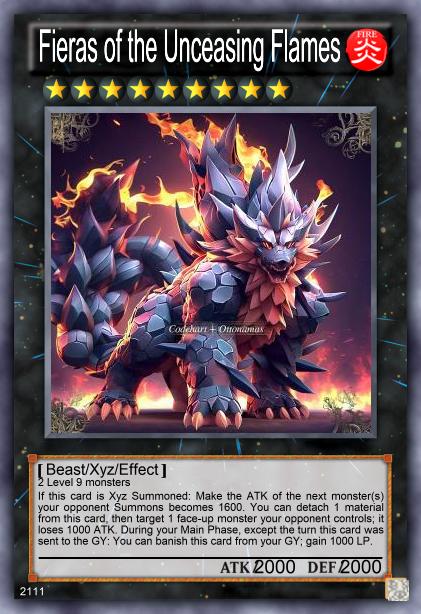 Fieras of the Unceasing Flames
FIRE
炎
Codehart + Ottonamus
[ Beast/Xyz/Effect ]
2 Level 9 monsters
If this card is Xyz Summoned: Make the ATK of the next monster(s)
your opponent Summons becomes 1600. You can detach 1 material
from this card, then target 1 face-up monster your opponent controls; it
loses 1000 ATK. During your Main Phase, except the turn this card was
sent to the GY: You can banish this card from your GY; gain 1000 LP.
ATK/2000 DEF/2000
2111